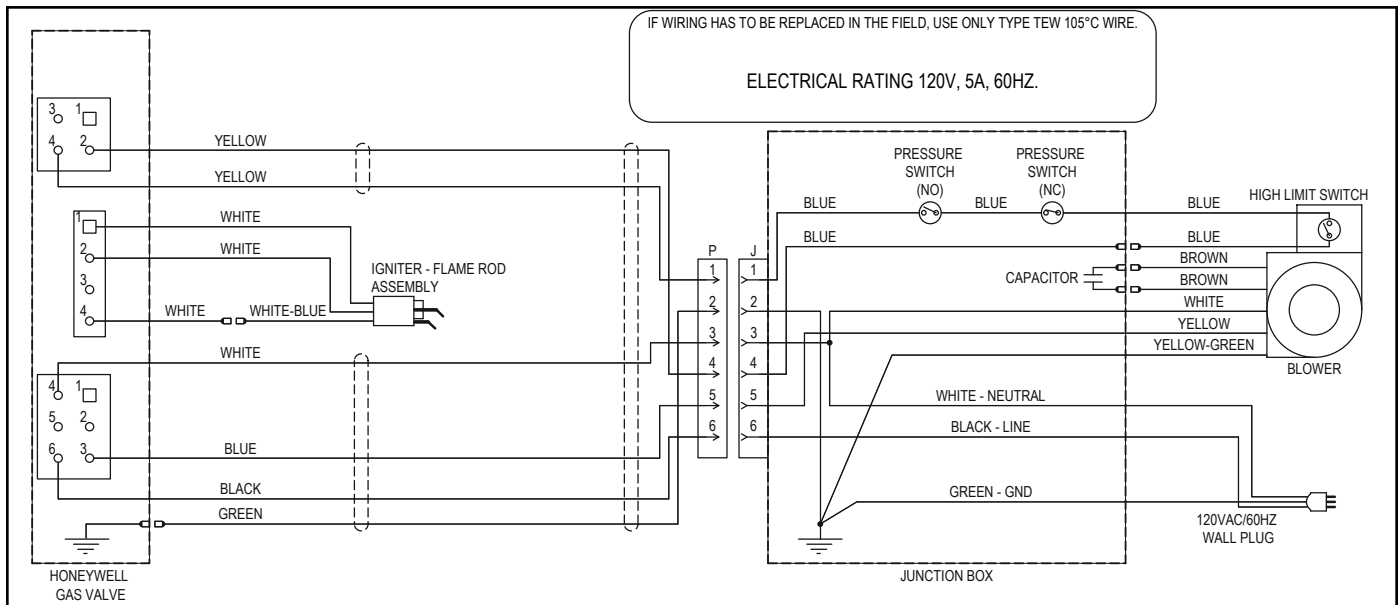 IF WIRING HAS TO BE REPLACED IN THE FIELD, USE ONLY TYPE TEW 105°C WIRE.
ELECTRICAL RATING 120V, 5A, 60HZ.
3 1
4 2
YELLOW
YELLOW
1
2
3
4
WHITE
WHITE
WHITE
WHITE-BLUE
IGNITER - FLAME ROD
ASSEMBLY
4 1
5 2
6 3
WHITE
BLUE
BLACK
GREEN
HONEYWELL
GAS VALVE
P
1
2
3
4
5
6
J
1
2
3
4
5
6
PRESSURE
SWITCH
(NO)
PRESSURE
SWITCH
(NC)
BLUE
BLUE
BLUE
BLUE
BLUE
CAPACITOR
HIGH LIMIT SWITCH
BROWN
BROWN
WHITE
YELLOW
YELLOW-GREEN
BLOWER
WHITE - NEUTRAL
BLACK - LINE
GREEN - GND
120VAC/60HZ
WALL PLUG
JUNCTION BOX